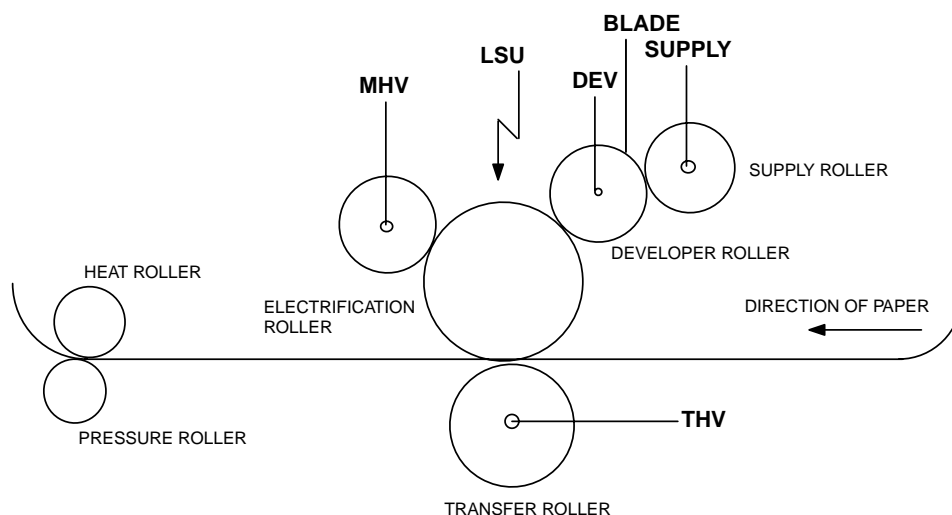 BLADE
LSU
SUPPLY
MHV
DEV
SUPPLY ROLLER
DEVELOPER ROLLER
HEAT ROLLER
ELECTRIFICATION
ROLLER
DIRECTION OF PAPER
THV
PRESSURE ROLLER
TRANSFER ROLLER